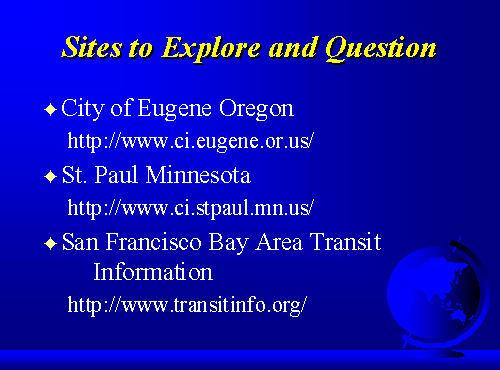 Sites to Explore and Question
City of Eugene Oregon
http://www.ci.eugene.or.us/
St. Paul Minnesota
http://www.ci.stpaul.mn.us/
San Francisco Bay Area Transit
Information
http://www.transitinfo.org/